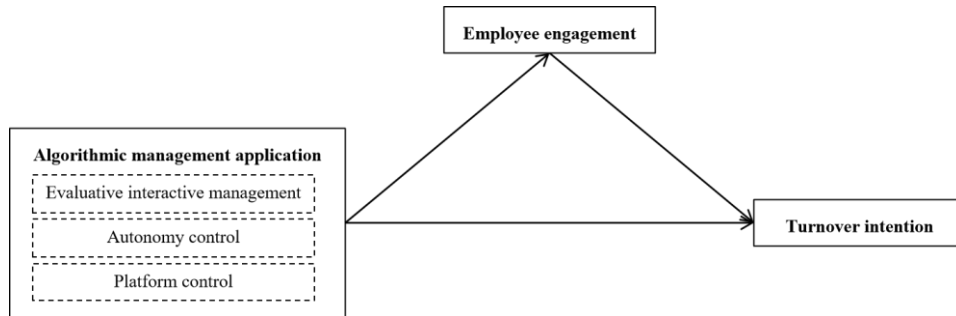 Employee engagement
Algorithmic management application
Evaluative interactive management
Autonomy control
Platform control
Turnover intention